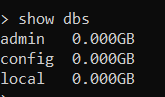 > show dbs
admin   0.000GB
config  0.000GB
local   0.000GB
>